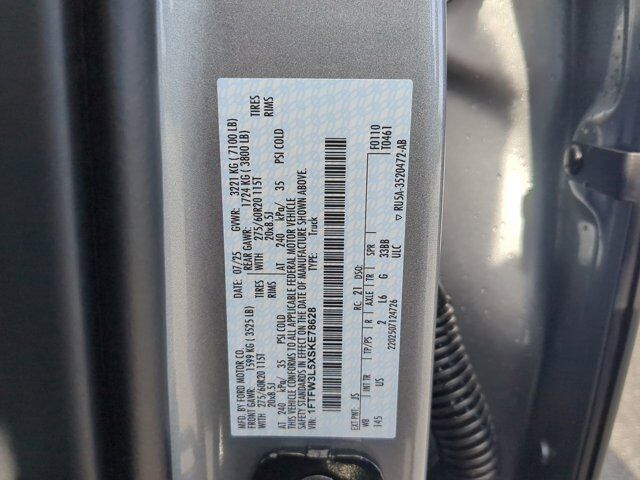 MFD. BY FORD MOTOR CO.
DATE: 07/25 GVWR: 3221 KG ( 7100 LB)
FRONT GAWR: 1599 KG ( 3525 LB) REAR GAWR: 1724 KG ( 3800 LB)
WITH 275/60R20 115T TIRES WITH 275/60R20 115T TIRES
20x8.5J RIMS 20x8.5J RIMS
AT 240 kPa/ 35 PSI COLD AT 240 kPa/ 35 PSI COLD
THIS VEHICLE CONFORMS TO ALL APPLICABLE FEDERAL MOTOR VEHICLE
SAFETY STANDARDS IN EFFECT ON THE DATE OF MANUFACTURE SHOWN ABOVE.
VIN: 1FTFW3L5XSKE78628 TYPE: Truck
EXT PNT: JS RC: 21 DSO: F0110
T0461
WB INT TR TP/PS R AXLE TR SPR
145 US 2 L6 G 33BB
ULC
2202507124726 RU5A-3520472-AB